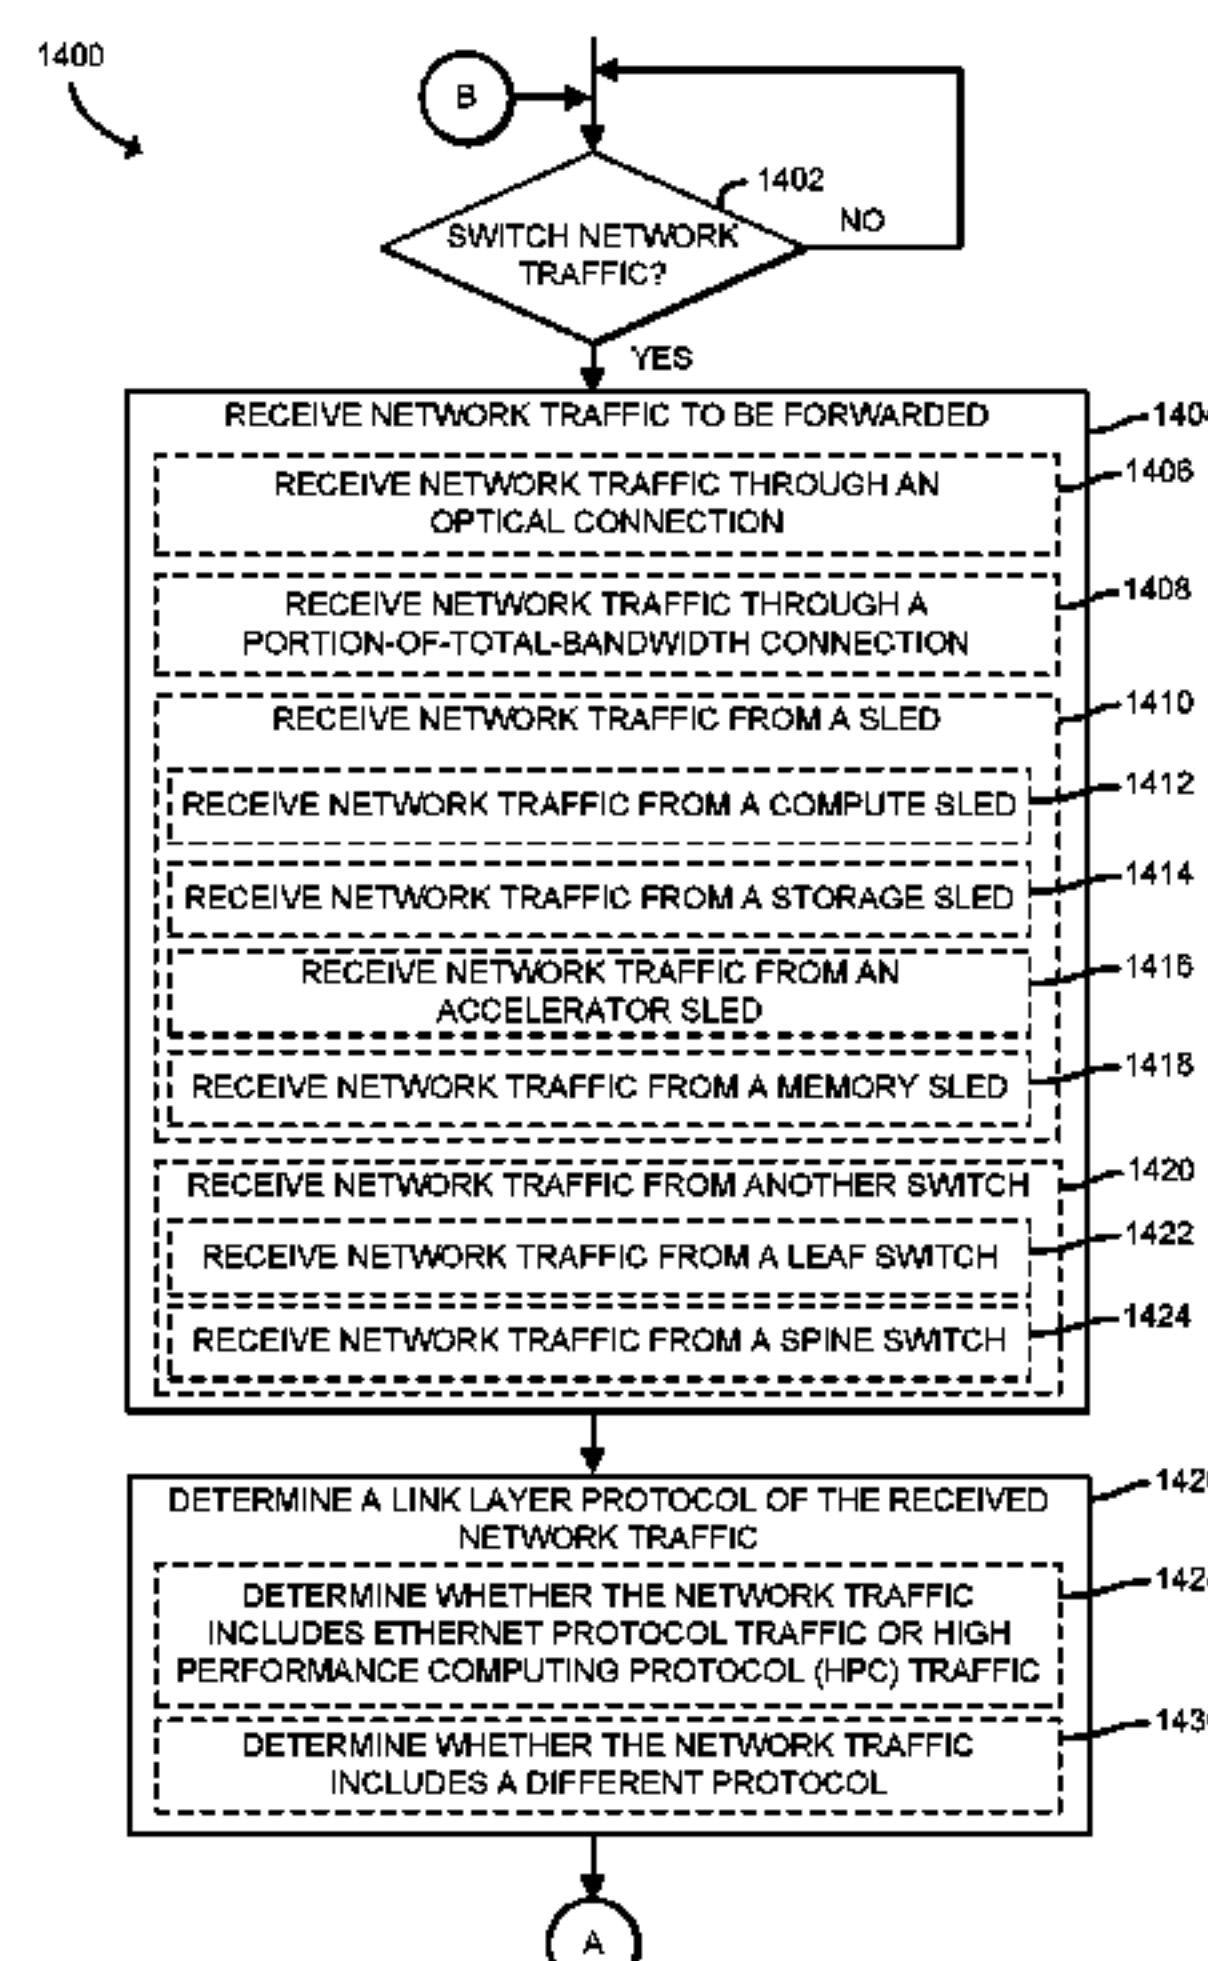 1400
B
1402
SWITCH NETWORK
TRAFFIC?
NO
YES
RECEIVE NETWORK TRAFFIC TO BE FORWARDED
1404
RECEIVE NETWORK TRAFFIC THROUGH AN
OPTICAL CONNECTION
1406
RECEIVE NETWORK TRAFFIC THROUGH A
PORTION-OF-TOTAL-BANDWIDTH CONNECTION
1408
RECEIVE NETWORK TRAFFIC FROM A SLED
1410
RECEIVE NETWORK TRAFFIC FROM A COMPUTE SLED
1412
RECEIVE NETWORK TRAFFIC FROM A STORAGE SLED
1414
RECEIVE NETWORK TRAFFIC FROM AN
ACCELERATOR SLED
1416
RECEIVE NETWORK TRAFFIC FROM A MEMORY SLED
1418
RECEIVE NETWORK TRAFFIC FROM ANOTHER SWITCH
1420
RECEIVE NETWORK TRAFFIC FROM A LEAF SWITCH
1422
RECEIVE NETWORK TRAFFIC FROM A SPINE SWITCH
1424
DETERMINE A LINK LAYER PROTOCOL OF THE RECEIVED
NETWORK TRAFFIC
DETERMINE WHETHER THE NETWORK TRAFFIC
INCLUDES ETHERNET PROTOCOL TRAFFIC OR HIGH
PERFORMANCE COMPUTING PROTOCOL (HPC) TRAFFIC
DETERMINE WHETHER THE NETWORK TRAFFIC
INCLUDES A DIFFERENT PROTOCOL
A